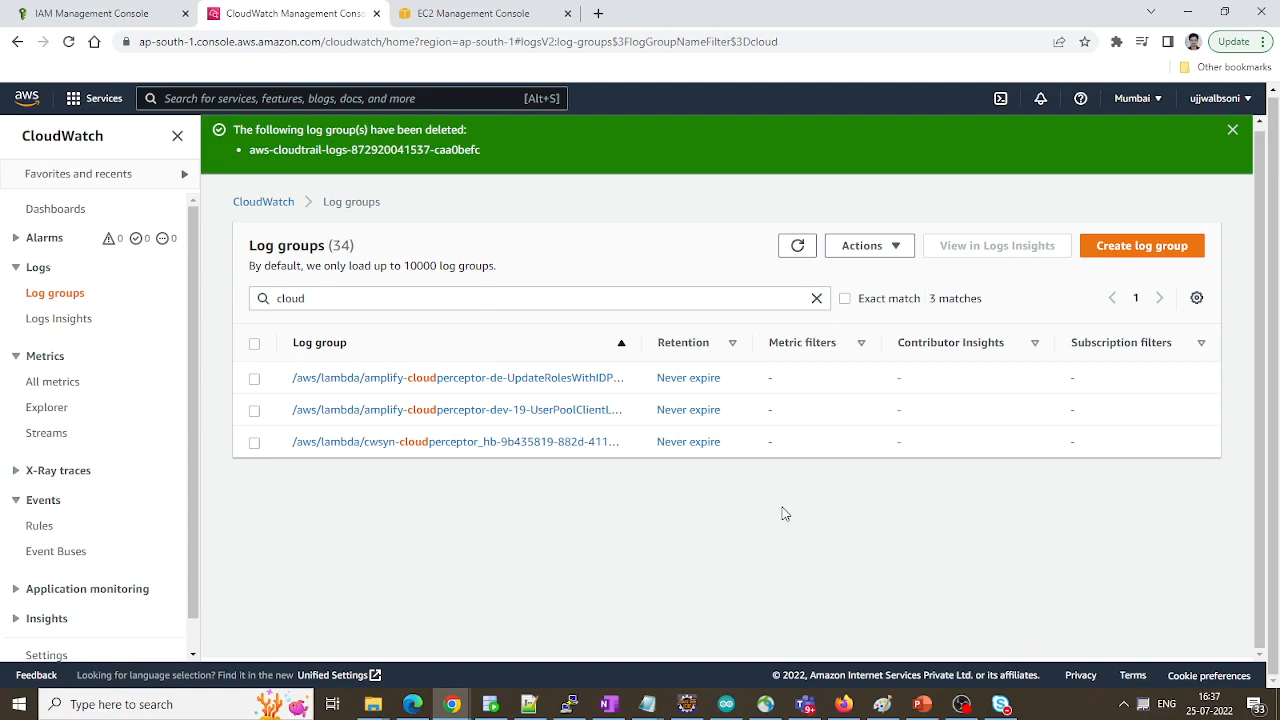 IAM Management Console
CloudWatch Management Conso
EC2 Management Console
ap-south-1.console.aws.amazon.com/cloudwatch/home?region=ap-south-1#logsV2:log-groups$3FlogGroupNameFilter$3Dcloud
Update
Other bookmarks
aws
Services
Search for services, features, blogs, docs, and more
[Alt+S]
Mumbai
ujjwalbsoni
CloudWatch
Favorites and recents
Dashboards
Alarms
0 0 0
Logs
Log groups
Logs Insights
Metrics
All metrics
Explorer
Streams
X-Ray traces
Events
Rules
Event Buses
Application monitoring
Insights
Settings
The following log group(s) have been deleted:
• aws-cloudtrail-logs-872920041537-caa0befc
CloudWatch
Log groups
Log groups (34)
By default, we only load up to 10000 log groups.
Actions
View in Logs Insights
Create log group
cloud
Exact match
3 matches
1
Log group Retention Metric filters Contributor Insights Subscription filters
/aws/lambda/amplify-cloudperceptor-de-UpdateRolesWithIDP... Never expire - - -
/aws/lambda/amplify-cloudperceptor-dev-19-UserPoolClientL... Never expire - - -
/aws/lambda/cwsyn-cloudperceptor_hb-9b435819-882d-411... Never expire - - -
Feedback
Looking for language selection? Find it in the new Unified Settings
© 2022, Amazon Internet Services Private Ltd. or its affiliates.
Privacy
Terms
Cookie preferences
Type here to search
ENG
16:37
25-07-2022
3